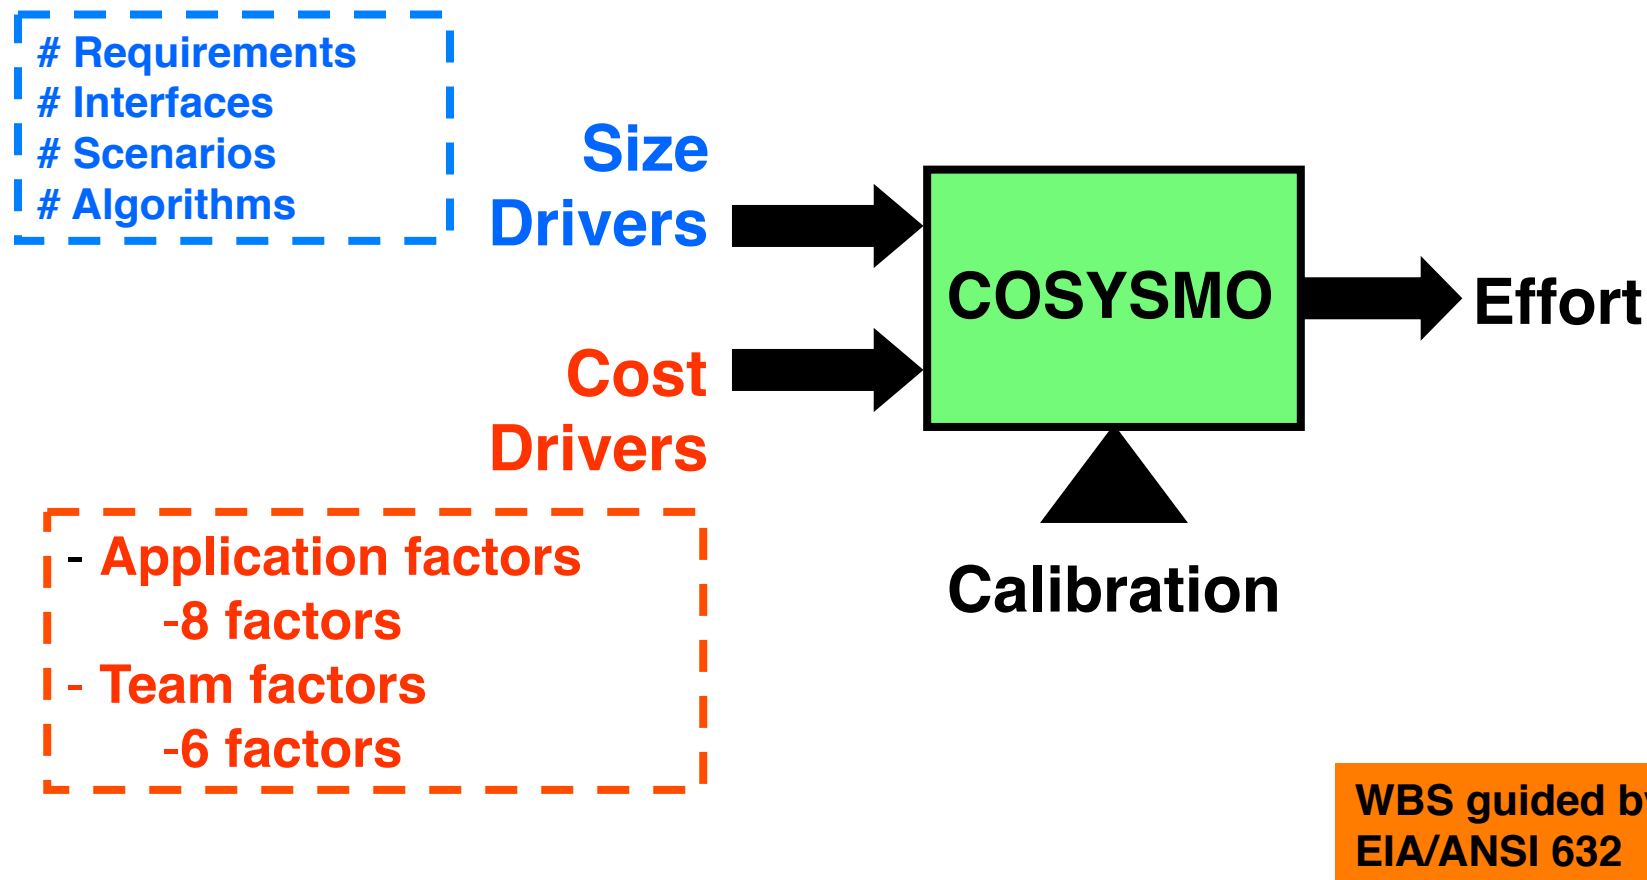 # Requirements
# Interfaces
# Scenarios
# Algorithms
Size
Drivers
COSYSMO
Effort
Cost
Drivers
Calibration
- Application factors
-8 factors
- Team factors
-6 factors
WBS guided by
EIA/ANSI 632